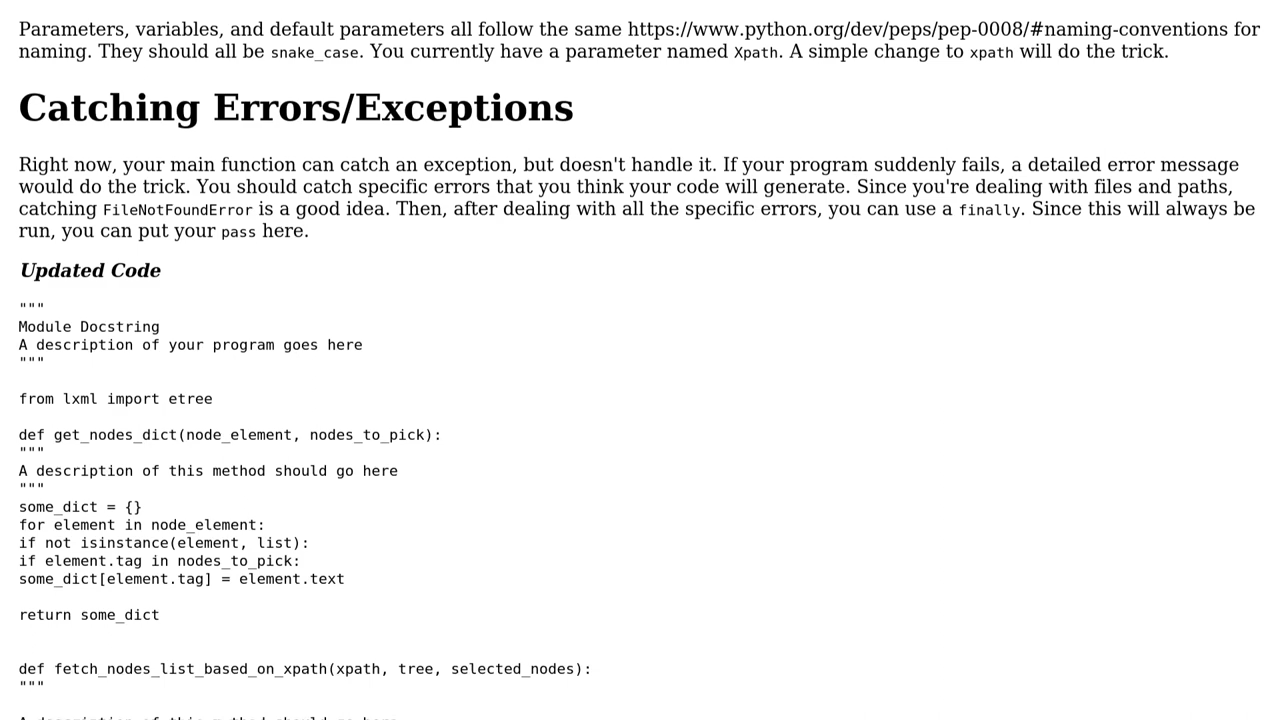 Parameters, variables, and default parameters all follow the same https://www.python.org/dev/peps/pep-0008/#naming-conventions for
naming. They should all be snake_case. You currently have a parameter named Xpath. A simple change to xpath will do the trick.
Catching Errors/Exceptions
Right now, your main function can catch an exception, but doesn't handle it. If your program suddenly fails, a detailed error message
would do the trick. You should catch specific errors that you think your code will generate. Since you're dealing with files and paths,
catching FileNotFoundError is a good idea. Then, after dealing with all the specific errors, you can use a finally. Since this will always be
run, you can put your pass here.
Updated Code
"""
Module Docstring
A description of your program goes here
"""
from lxml import etree
def get_nodes_dict(node_element, nodes_to_pick):
"""
A description of this method should go here
"""
some_dict = {}
for element in node_element:
if not isinstance(element, list):
if element.tag in nodes_to_pick:
some_dict[element.tag] = element.text
return some_dict
def fetch_nodes_list_based_on_xpath(xpath, tree, selected_nodes):
"""
A description of this method should go here